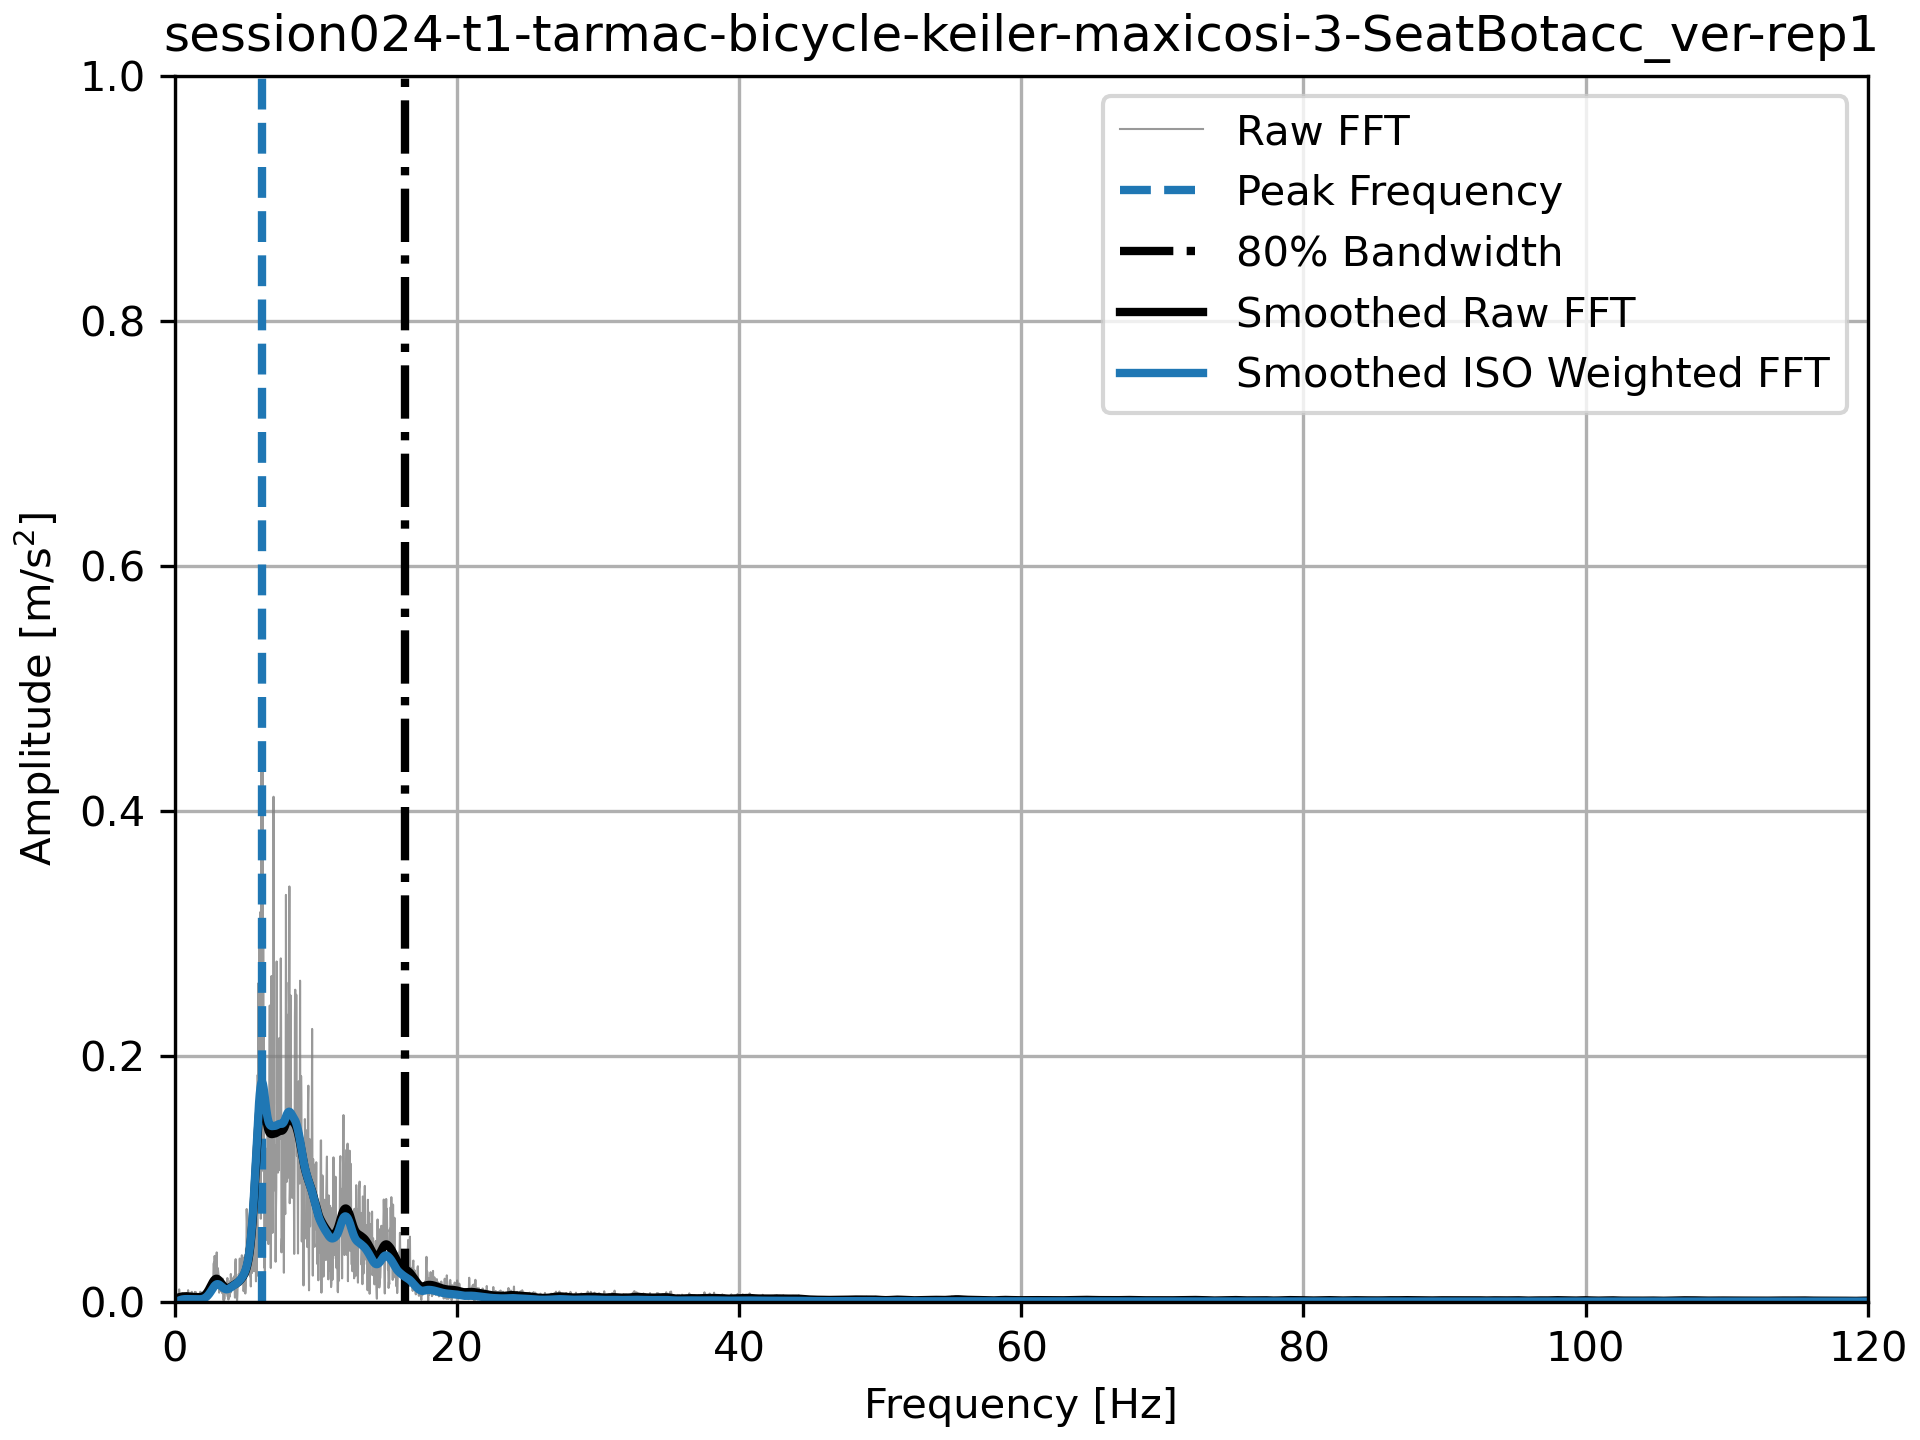 session024-t1-tarmac-bicycle-keiler-maxicosi-3-SeatBotacc_ver-rep1
1.0
0.8
0.6
0.4
0.2
0.0
Amplitude [m/s²]
Raw FFT
Peak Frequency
80% Bandwidth
Smoothed Raw FFT
Smoothed ISO Weighted FFT
0 20 40 60 80 100 120
Frequency [Hz]